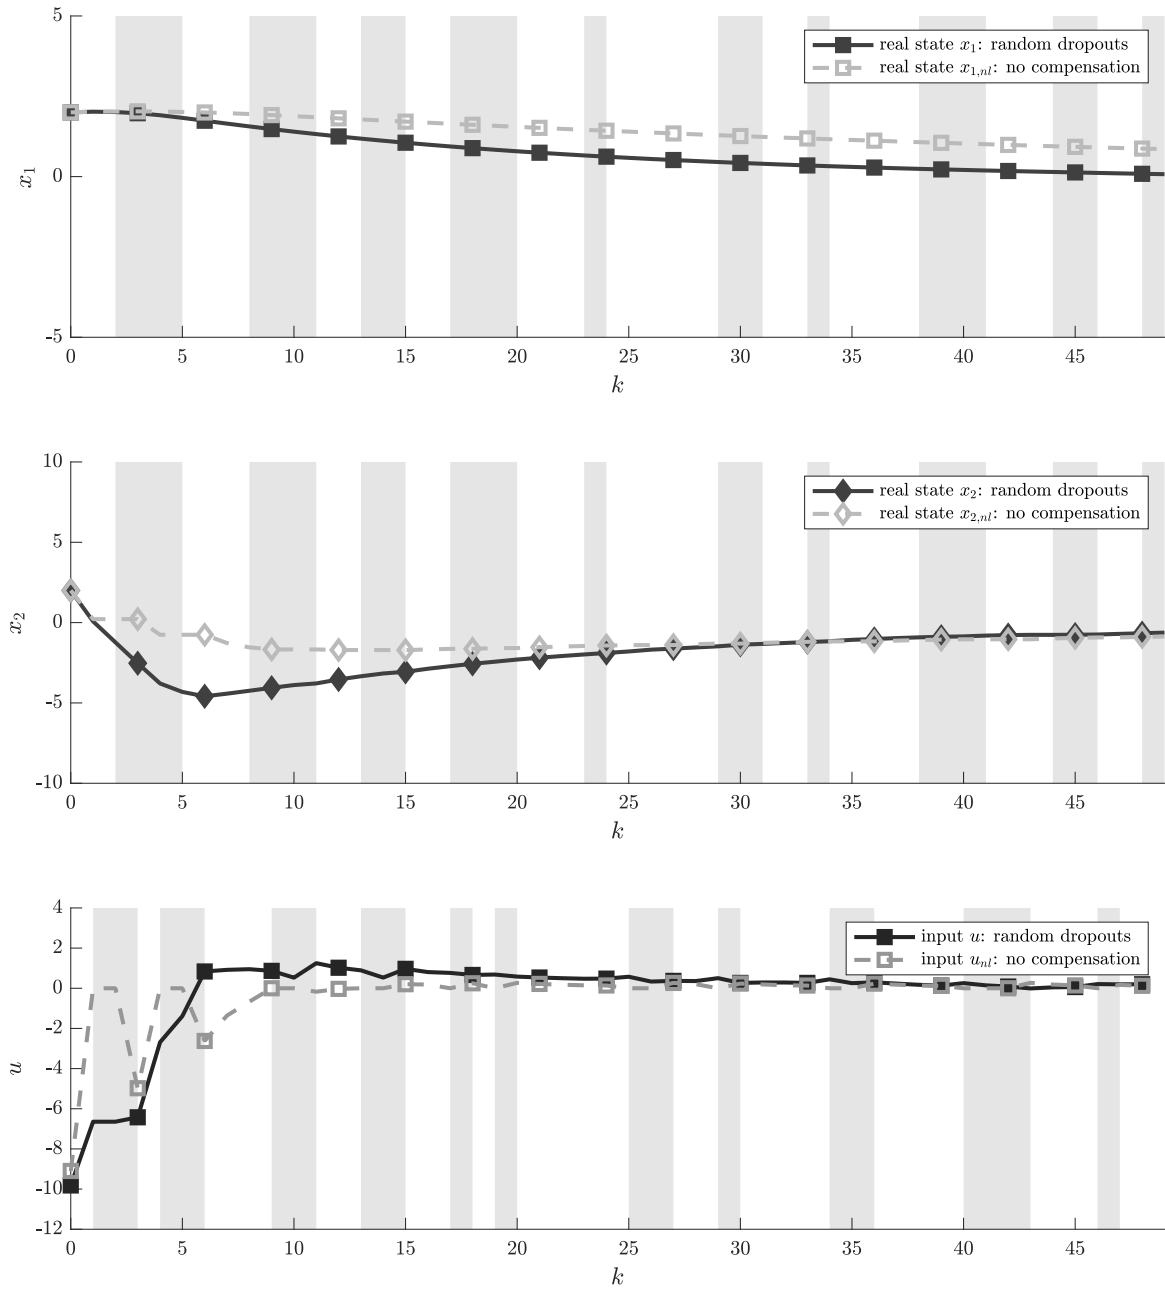 5
real state x₁: random dropouts
real state x₁,ₙₗ: no compensation
x₁
0
-5
0 5 10 15 20 25 30 35 40 45
k
10
real state x₂: random dropouts
real state x₂,ₙₗ: no compensation
5
x₂
0
-5
-10
0 5 10 15 20 25 30 35 40 45
k
4
input u: random dropouts
2
input uₙₗ: no compensation
0
-2
-4
u
-6
-8
-10
-12
0 5 10 15 20 25 30 35 40 45
k